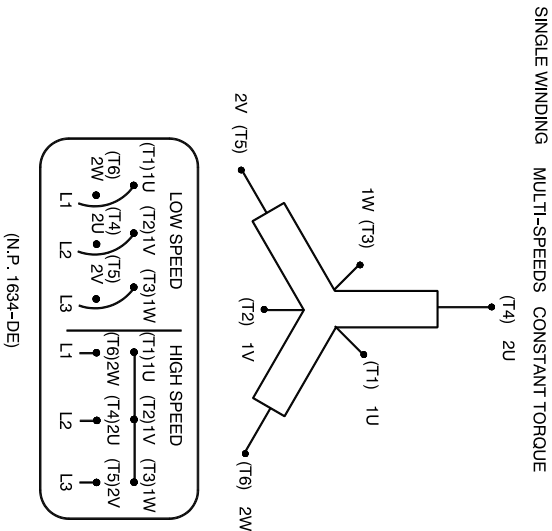 SINGLE WINDING MULTI-SPEEDS CONSTANT TORQUE
(T4) 2U
1W (T3)
(T1) 1U
2V (T5)
(T2) 1V
(T6) 2W
LOW SPEED HIGH SPEED
(T1)1U (T2)1V (T3)1W (T1)1U (T2)1V (T3)1W
(T6) (T4) (T5) (T6)2W (T4)2U (T5)2V
2W 2U 2V
L1 L2 L3 L1 L2 L3
(N.P. 1634-DE)